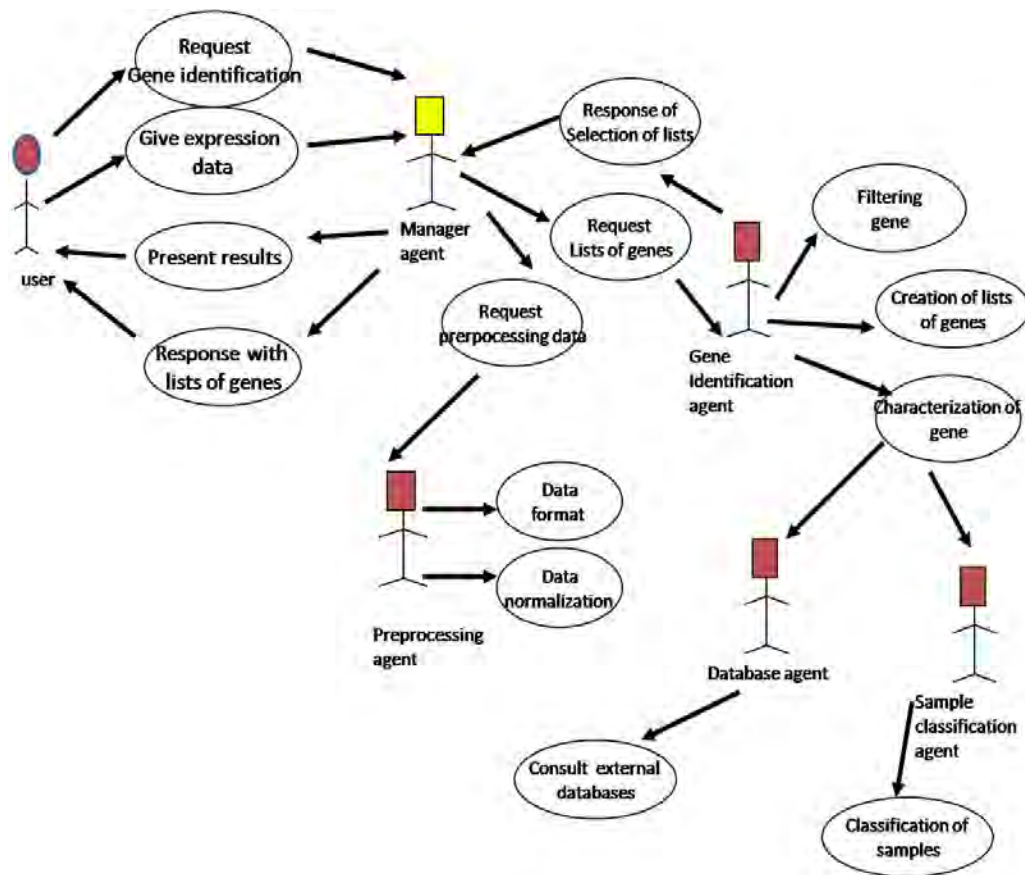 Request
Gene identification
Give expression
data
Present results
Response with
lists of genes
user
Manager
agent
Response of
Selection of lists
Request
Lists of genes
Request
prerpocessing data
Filtering
gene
Creation of lists
of genes
Gene
Identification
agent
Characterization of
gene
Data
format
Data
normalization
Preprocessing
agent
Database agent
Sample
classification
agent
Consult external
databases
Classification of
samples